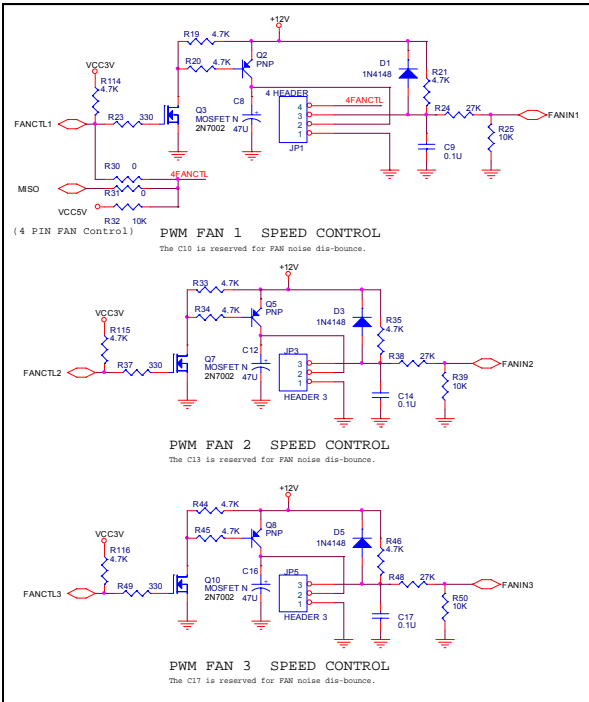 +12V
R19 4.7K
Q2
PNP
R20 4.7K
VCC3V
R114
4.7K
D1
1N4148
R21
4.7K
C8
4 HEADER
4FANCTL
Q3
MOSFET N
2N7002
47U
4
3
2
1
JP1
R24 27K
FANIN1
FANCTL1
R23 330
C9
0.1U
R25
10K
R30 0
4FANCTL
MISO
R31 0
VCC5V
R32 10K
(4 PIN FAN Control)
PWM FAN 1 SPEED CONTROL
The C10 is reserved for FAN noise dis-bounce.
+12V
R33 4.7K
Q5
PNP
R34 4.7K
VCC3V
R115
4.7K
D3
1N4148
R35
4.7K
C12
JP3
Q7
MOSFET N
2N7002
47U
3
2
1
HEADER 3
R38 27K
FANIN2
FANCTL2
R37 330
C14
0.1U
R39
10K
PWM FAN 2 SPEED CONTROL
The C13 is reserved for FAN noise dis-bounce.
+12V
R44 4.7K
Q8
PNP
R45 4.7K
VCC3V
R116
4.7K
D5
1N4148
R46
4.7K
C16
JP5
Q10
MOSFET N
2N7002
47U
3
2
1
HEADER 3
R48 27K
FANIN3
FANCTL3
R49 330
C17
0.1U
R50
10K
PWM FAN 3 SPEED CONTROL
The C17 is reserved for FAN noise dis-bounce.